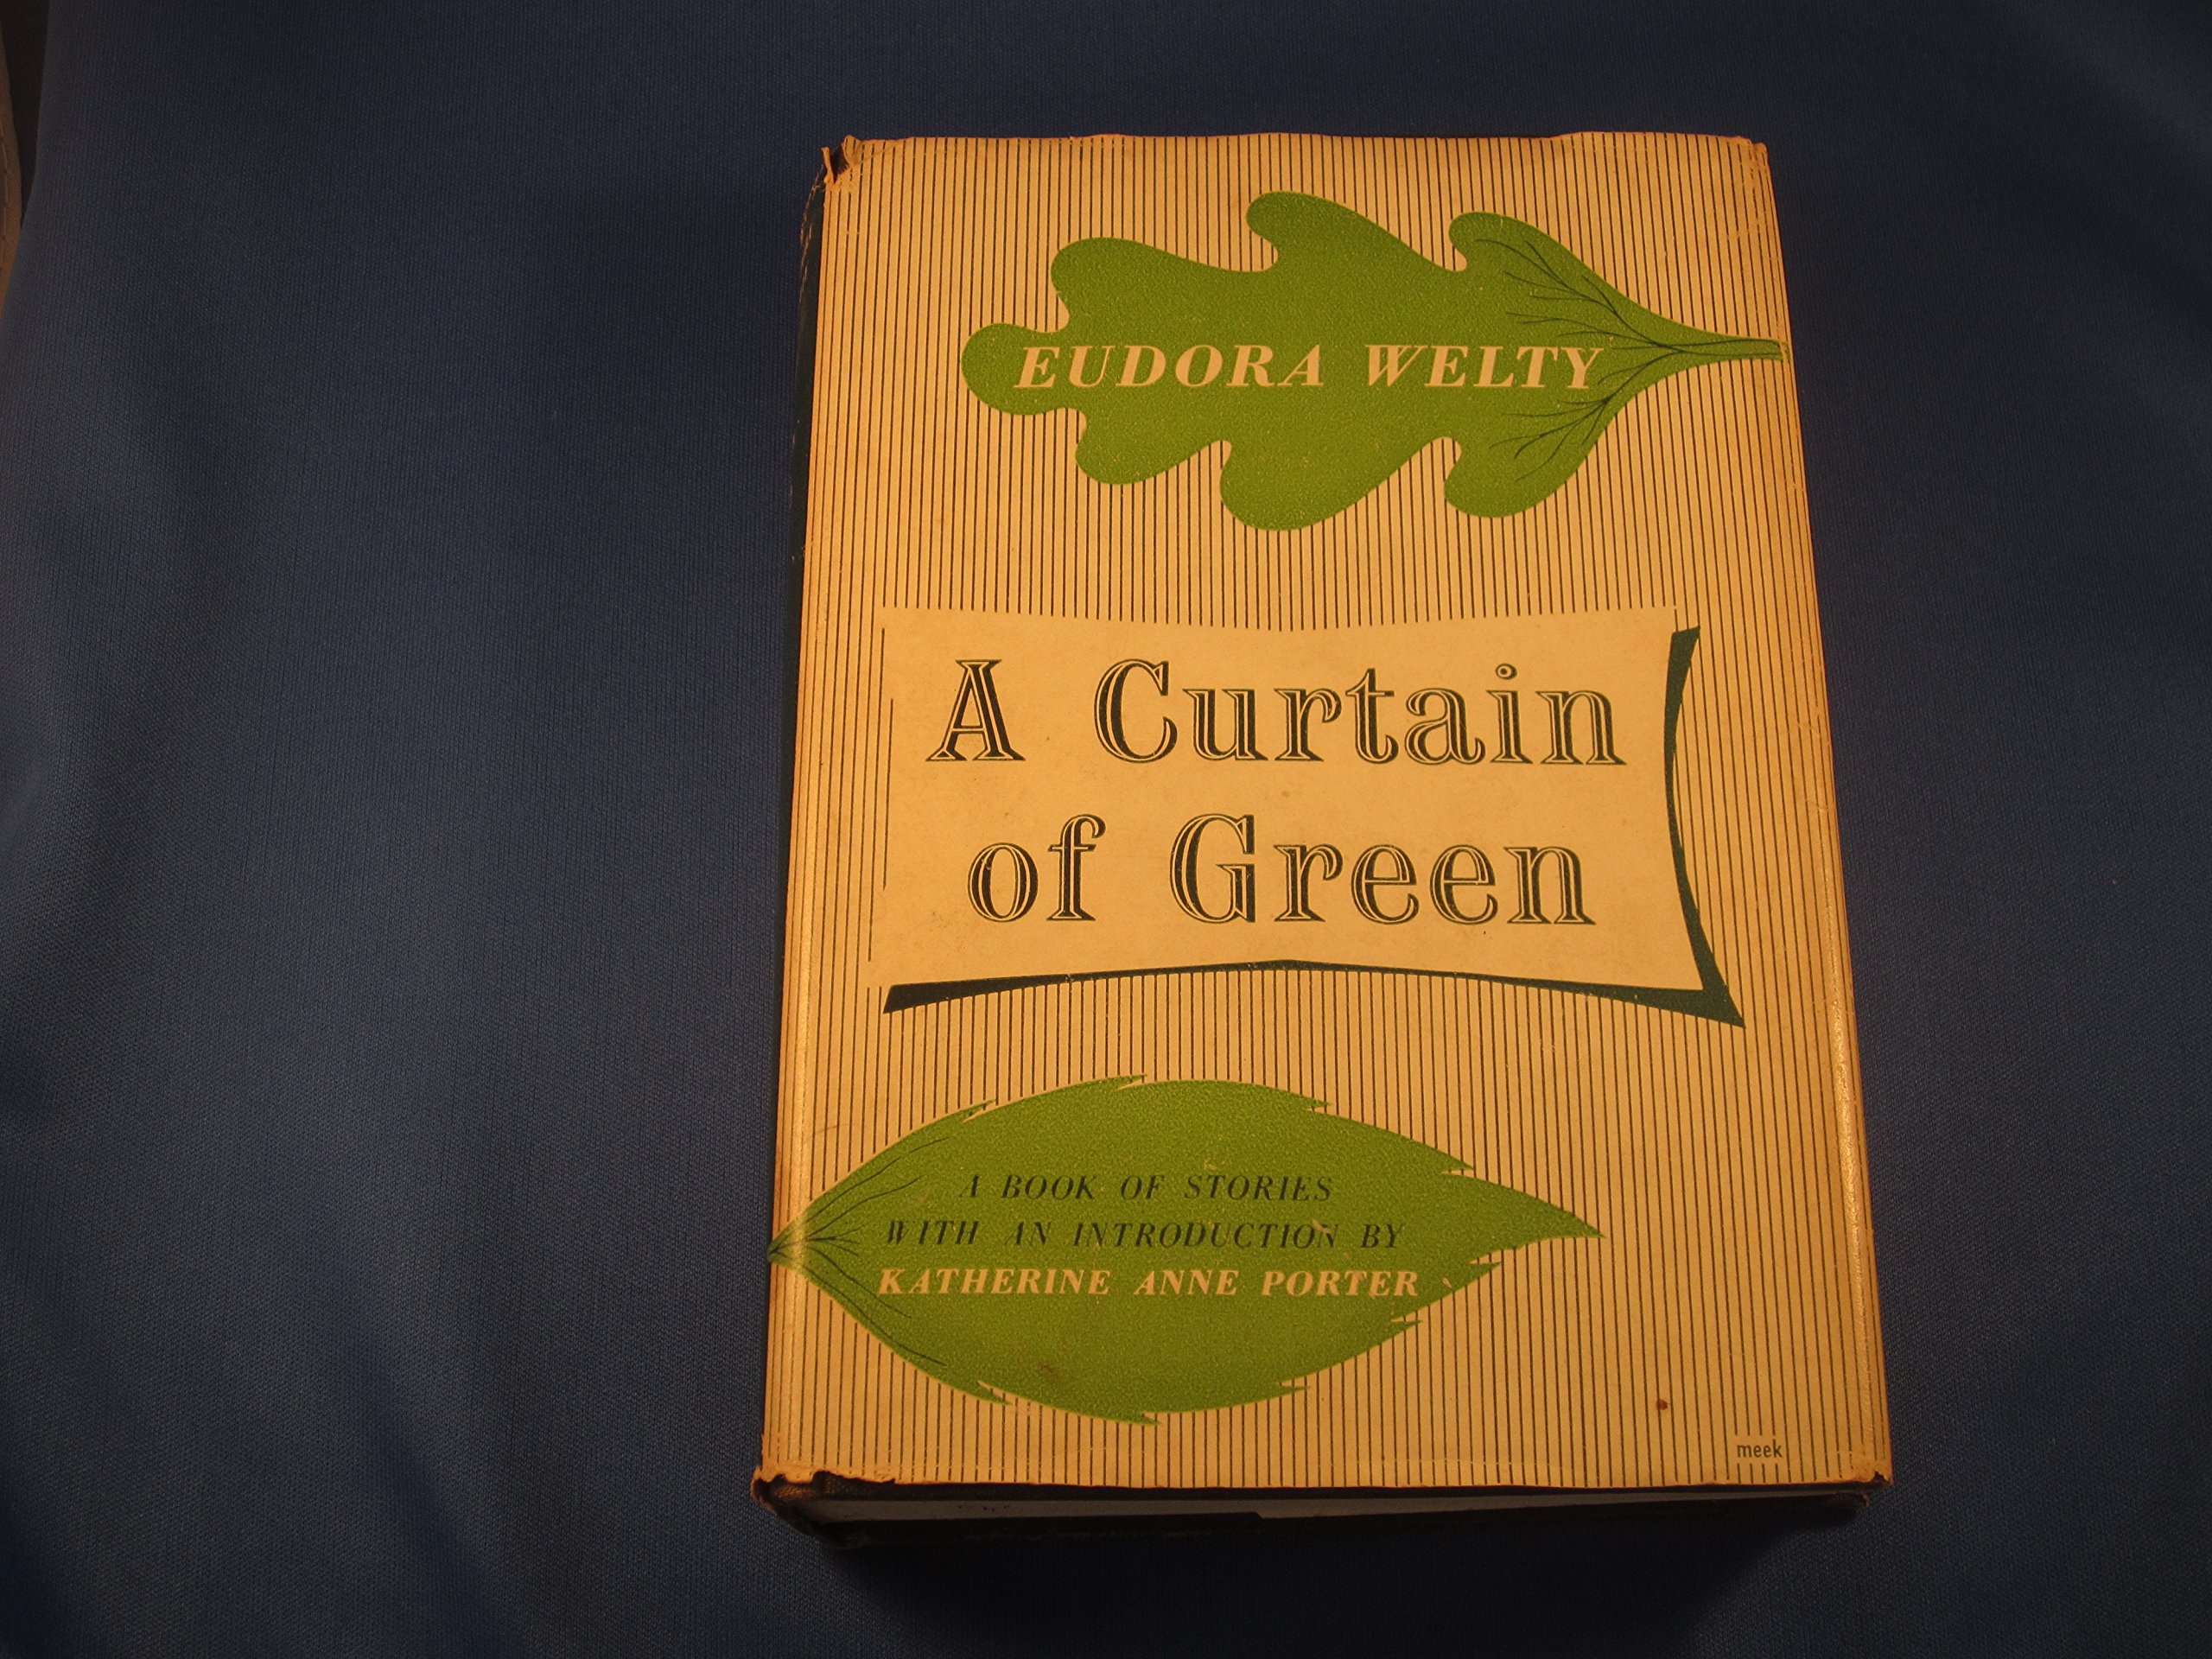 EUDORA WELTY
A Curtain
of Green
A BOOK OF STORIES
WITH AN INTRODUCTION BY
KATHERINE ANNE PORTER
meek